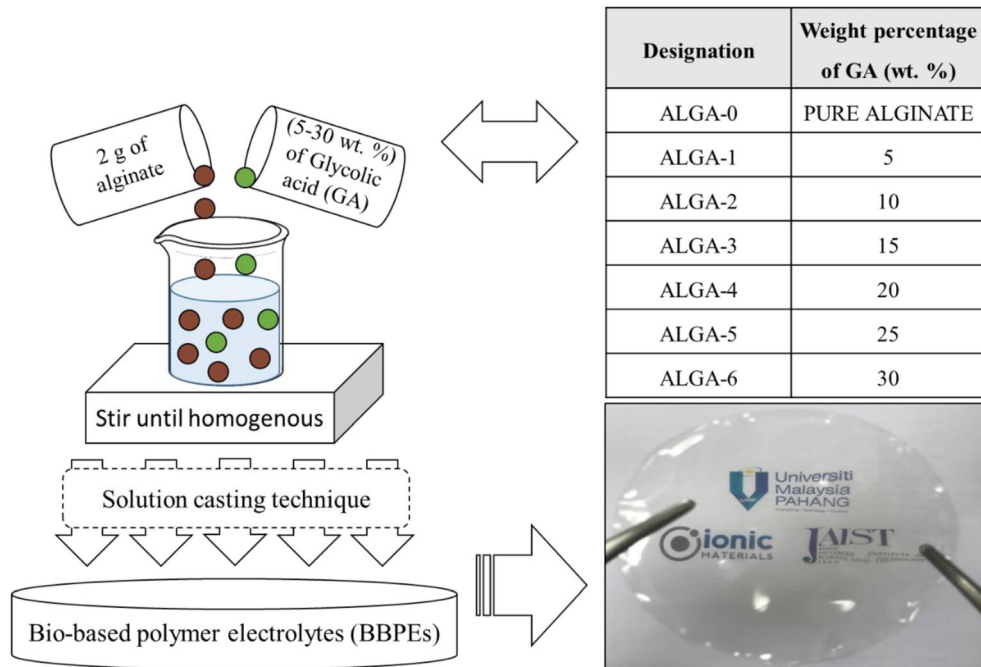 2 g of
alginate
(5-30 wt. %)
of Glycolic
acid (GA)
Stir until homogenous
Solution casting technique
Bio-based polymer electrolytes (BBPEs)
Designation
Weight percentage
of GA (wt. %)
ALGA-0
PURE ALGINATE
ALGA-1
5
ALGA-2
10
ALGA-3
15
ALGA-4
20
ALGA-5
25
ALGA-6
30
Universiti
Malaysia
PAHANG
ionic
MATERIALS
JAIST